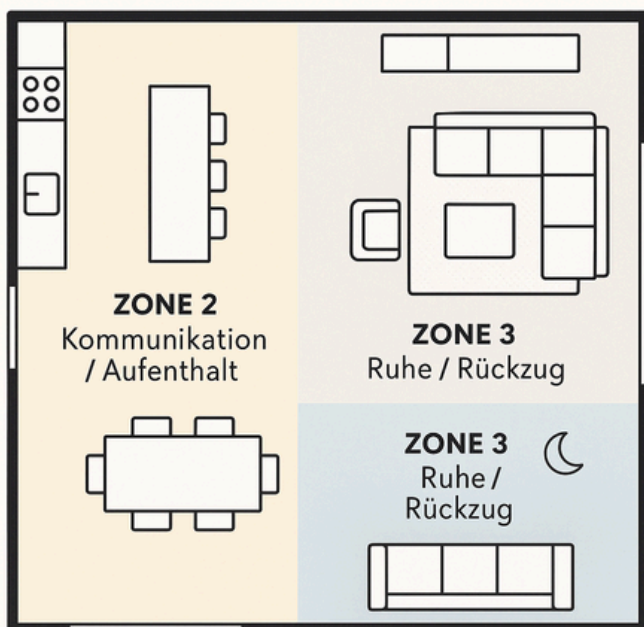 ZONE 2
Kommunikation
/ Aufenthalt
ZONE 3
Ruhe / Rückzug
ZONE 3
Ruhe /
Rückzug